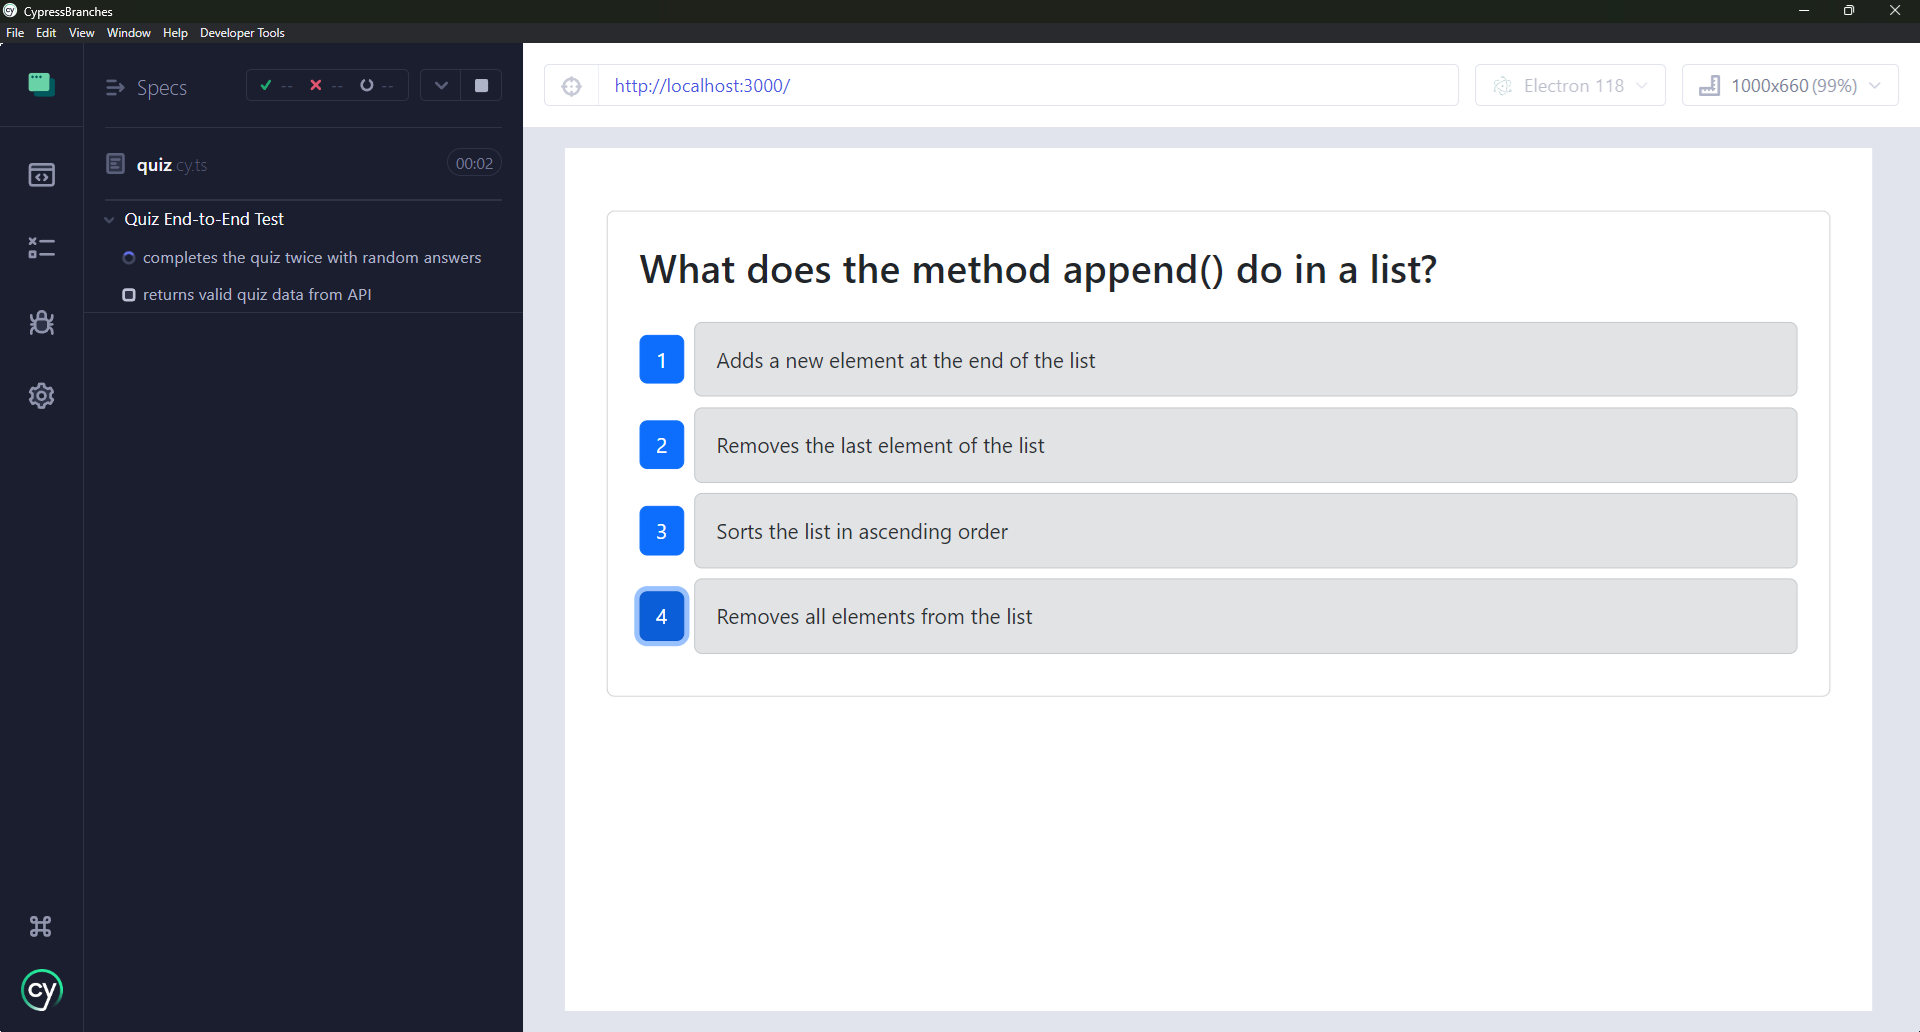 CypressBranches
File Edit View Window Help Developer Tools
Specs -- -- --
http://localhost:3000/
Electron 118
1000x660 (99%)
quiz.cy.ts 00:02
Quiz End-to-End Test
completes the quiz twice with random answers
returns valid quiz data from API
What does the method append() do in a list?
1 Adds a new element at the end of the list
2 Removes the last element of the list
3 Sorts the list in ascending order
4 Removes all elements from the list
cy